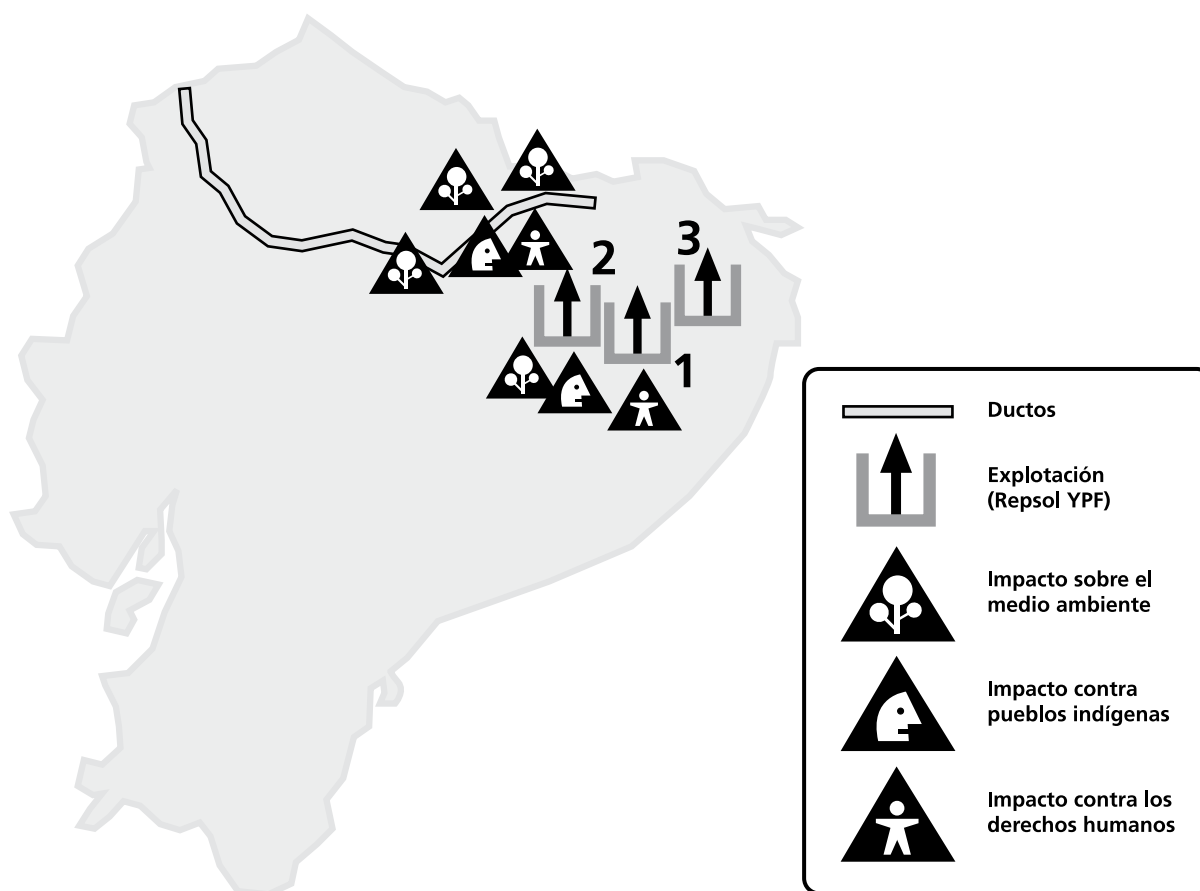 3
2
1
Ductos
Explotación
(Repsol YPF)
Impacto sobre el
medio ambiente
Impacto contra
pueblos indígenas
Impacto contra los
derechos humanos